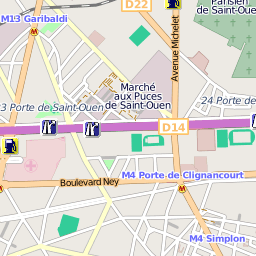 D22
Parisien
de Saint-Ouen
M13 Garibaldi
Avenue Michelet
Marché
aux Puces
de Saint-Ouen
3 Porte de Saint-Ouen
24 Porte de
D14
M4 Porte de Clignancourt
Boulevard Ney
M4 Simplon